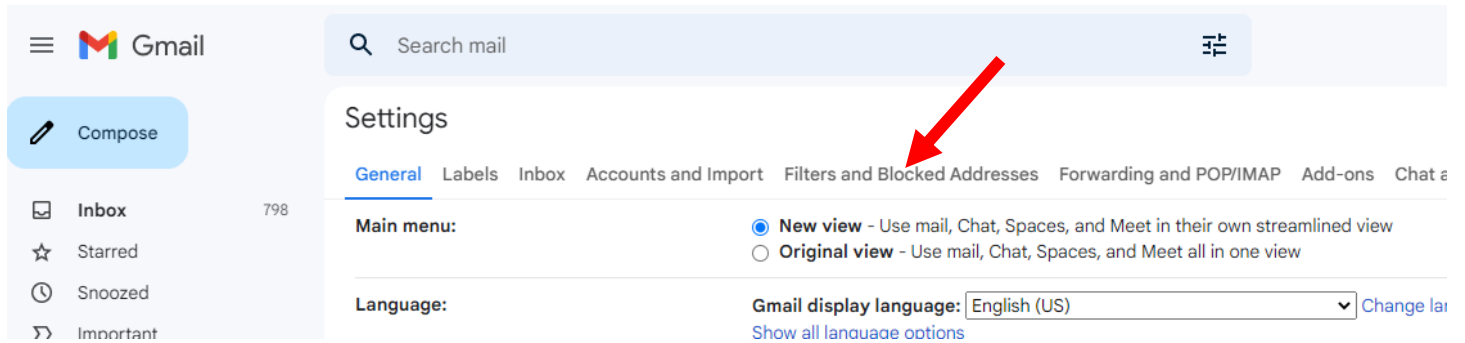 Gmail
Search mail
Compose
Settings
General Labels Inbox Accounts and Import Filters and Blocked Addresses Forwarding and POP/IMAP Add-ons Chat a
Inbox 798
Main menu:
New view - Use mail, Chat, Spaces, and Meet in their own streamlined view
Starred
Original view - Use mail, Chat, Spaces, and Meet all in one view
Snoozed
Language:
Gmail display language: English (US) Change lan
Important
Show all language options